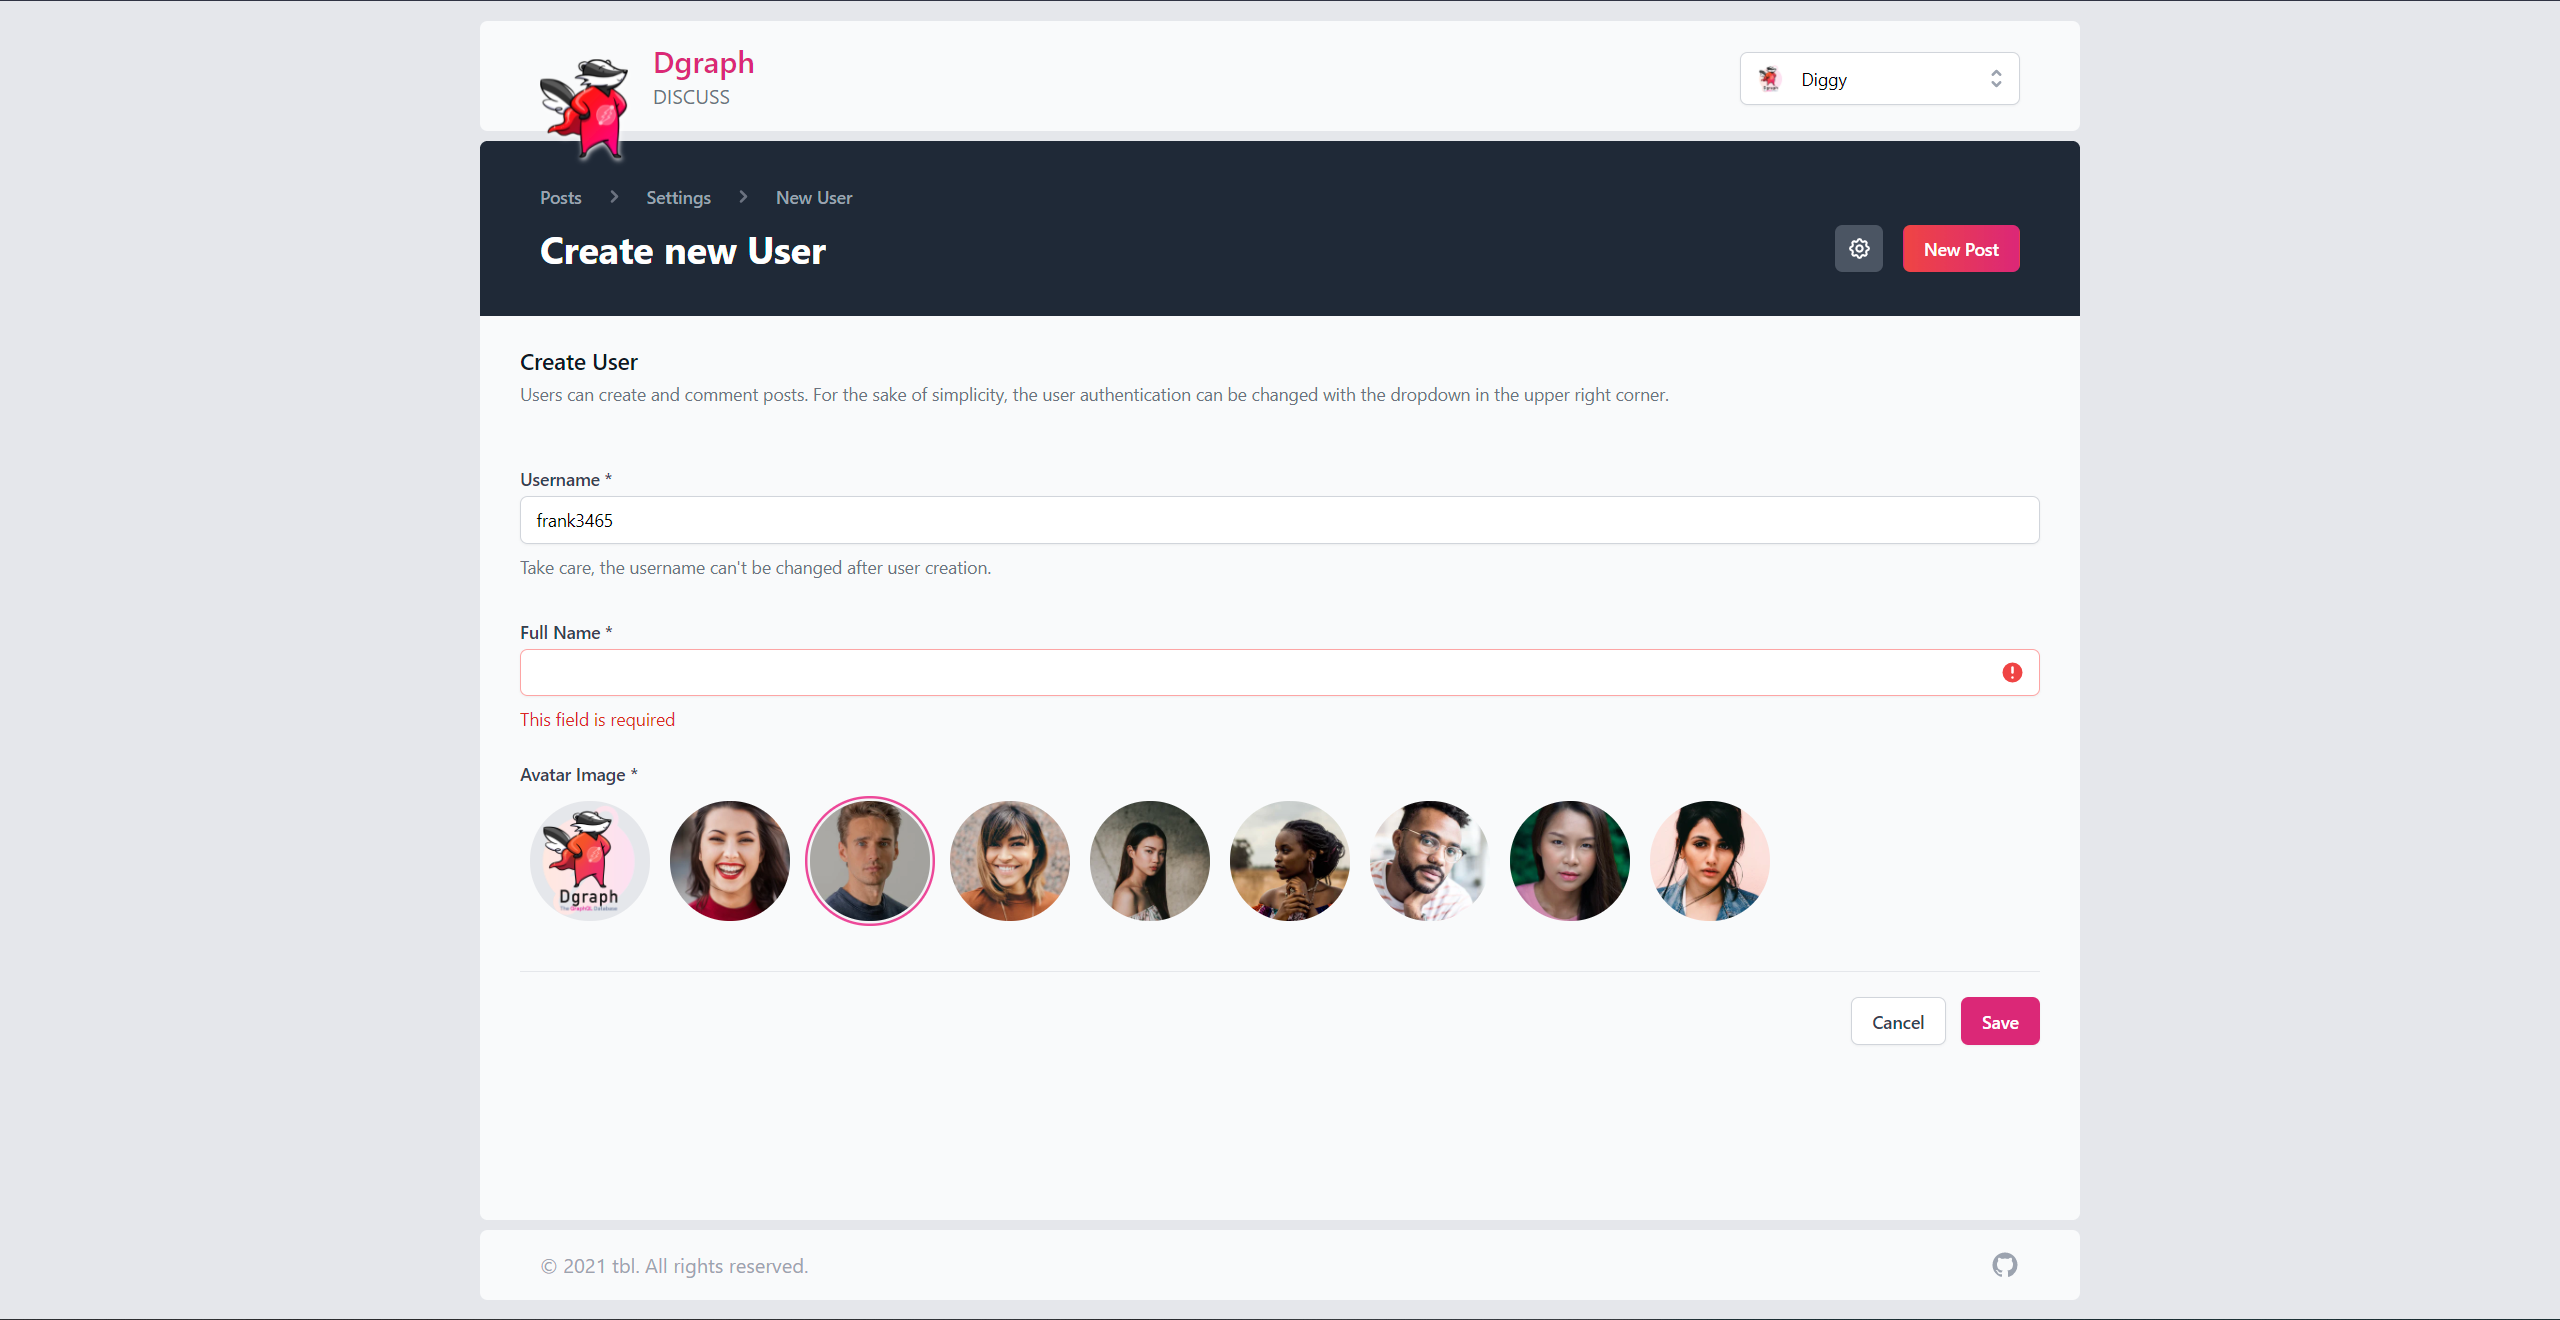 Dgraph
DISCUSS
Diggy
Posts
Settings
New User
Create new User
New Post
Create User
Users can create and comment posts. For the sake of simplicity, the user authentication can be changed with the dropdown in the upper right corner.
Username *
frank3465
Take care, the username can't be changed after user creation.
Full Name *
This field is required
Avatar Image *
Dgraph
The GraphQL Database
Cancel
Save
© 2021 tbl. All rights reserved.